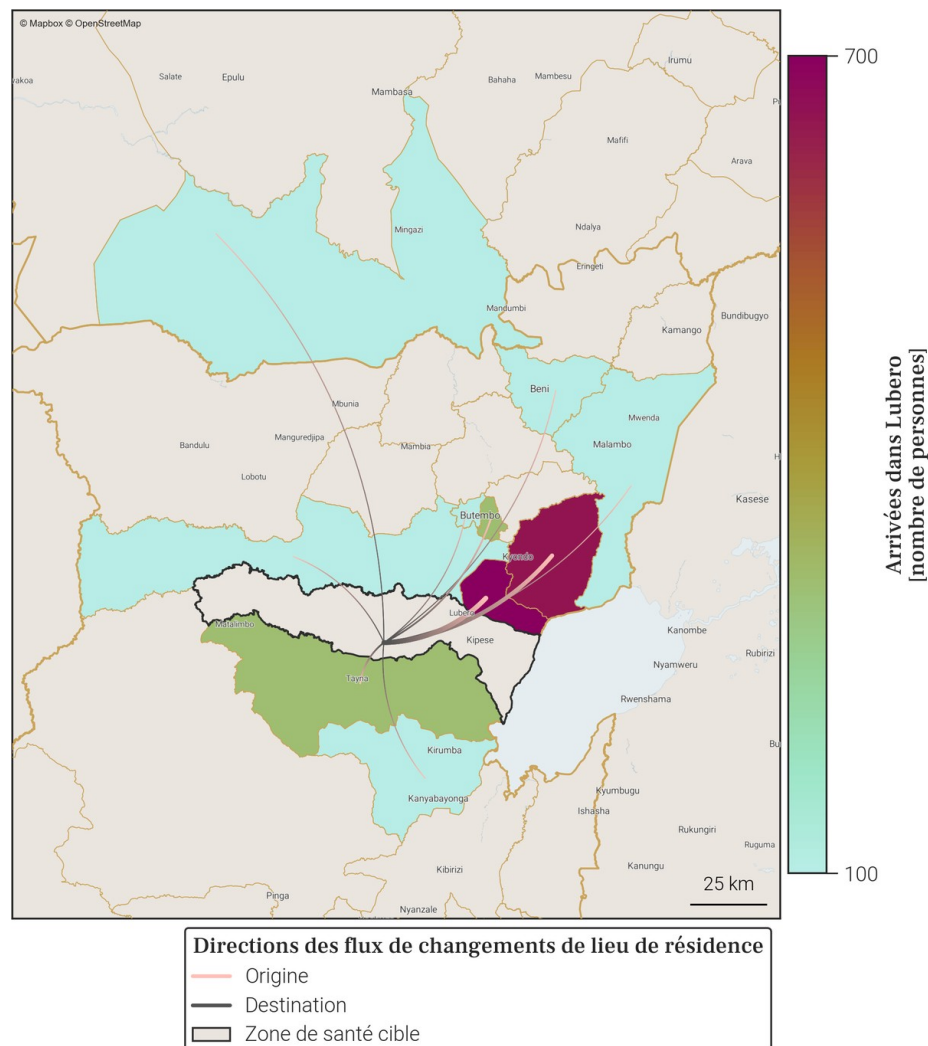 © Mapbox © OpenStreetMap
Irumu
Salate
Epulu
Bahaha
Mambesu
Mambasa
Mafifi
Arava
Mingazi
Ndalya
Eringeti
Mandumbi
Bundibugyo
Kamango
Beni
Mbunia
Mwenda
Manguredjipa
Bandulu
Mambia
Malambo
Lobotu
Kasese
Butembo
Kyondo
Lubero
Matalimbo
Kipese
Kanombe
Rubirizi
Nyamweru
Tayna
Rwenshama
Kirumba
Kanyabayonga
Kyumbugu
Ishasha
Rukungiri
Ruguma
Kibirizi
Kanungu
Pinga
Nyanzale
25 km
700
100
Arrivées dans Lubero
[nombre de personnes]
Directions des flux de changements de lieu de résidence
Origine
Destination
Zone de santé cible